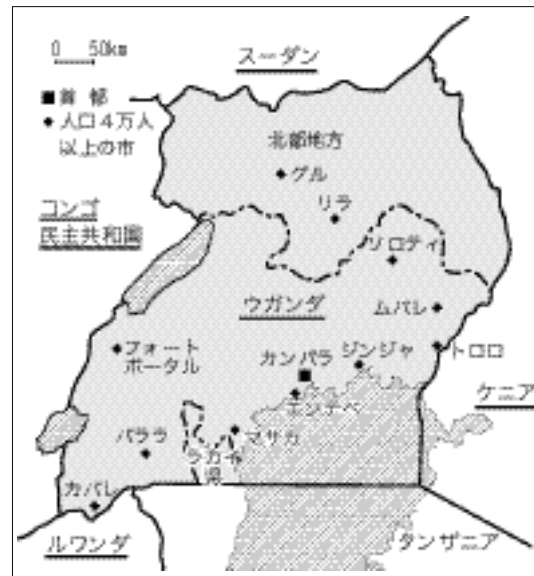 0 50km
■首都
◆人口4万人
以上の市
スーダン
北部地方
グル
リラ
コンゴ
民主共和国
ソロティ
ウガンダ
ムバレ
フォート
ポータル
カンパラ
ジンジャ
トロロ
エンテベ
ケニア
バララ
マサカ
ラカイ
県
カバレ
ルワンダ
タンザニア